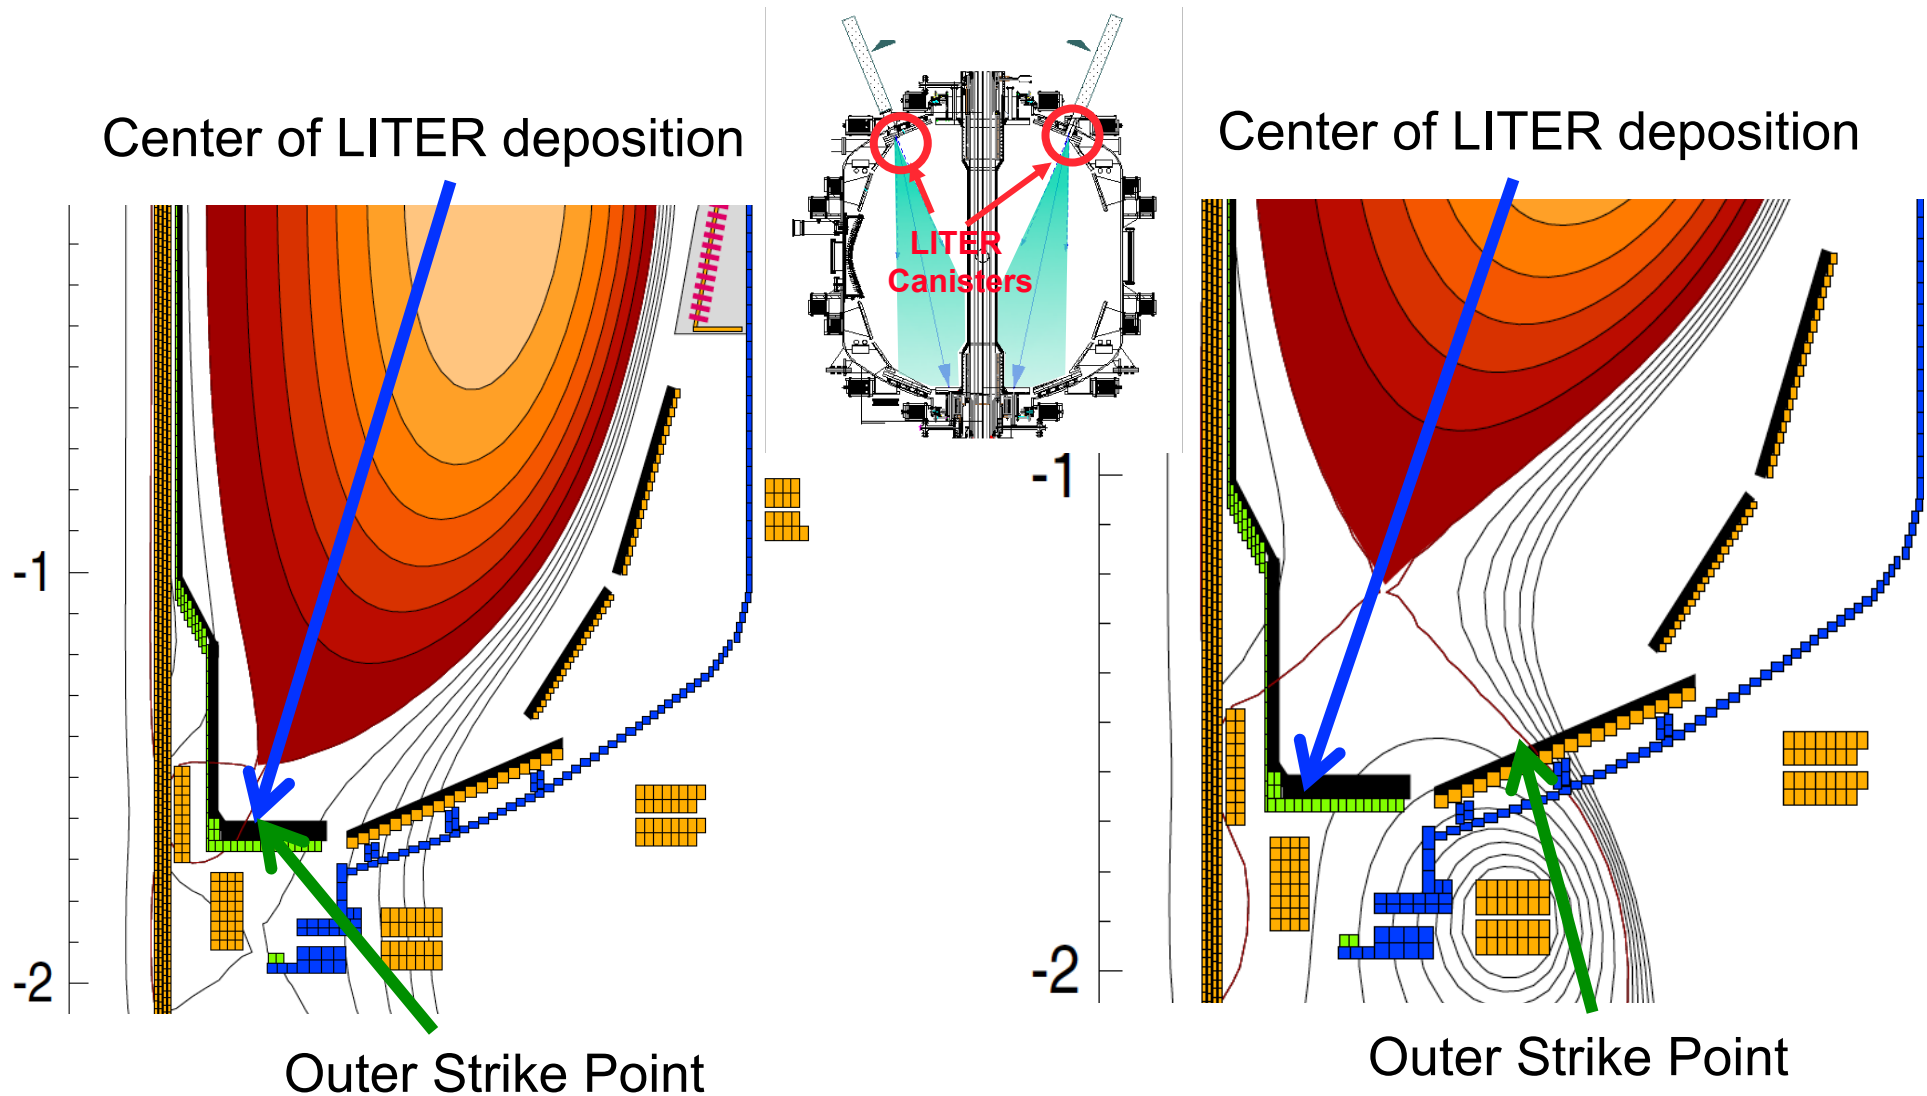 Center of LITER deposition
Center of LITER deposition
LITER
Canisters
-1
-1
-2
-2
Outer Strike Point
Outer Strike Point